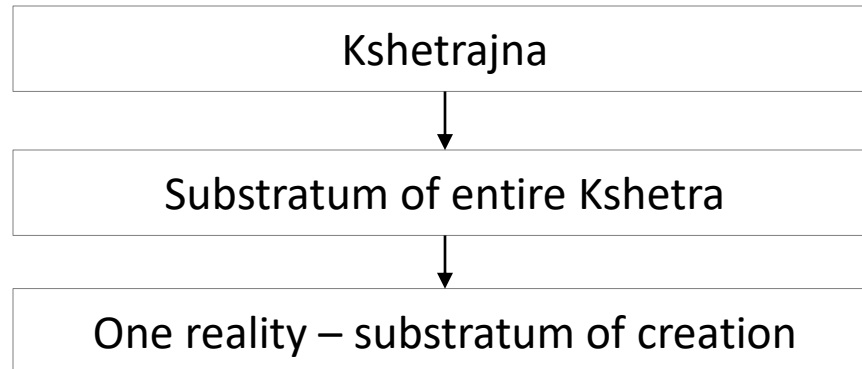 Kshetrajna
Substratum of entire Kshetra
One reality – substratum of creation